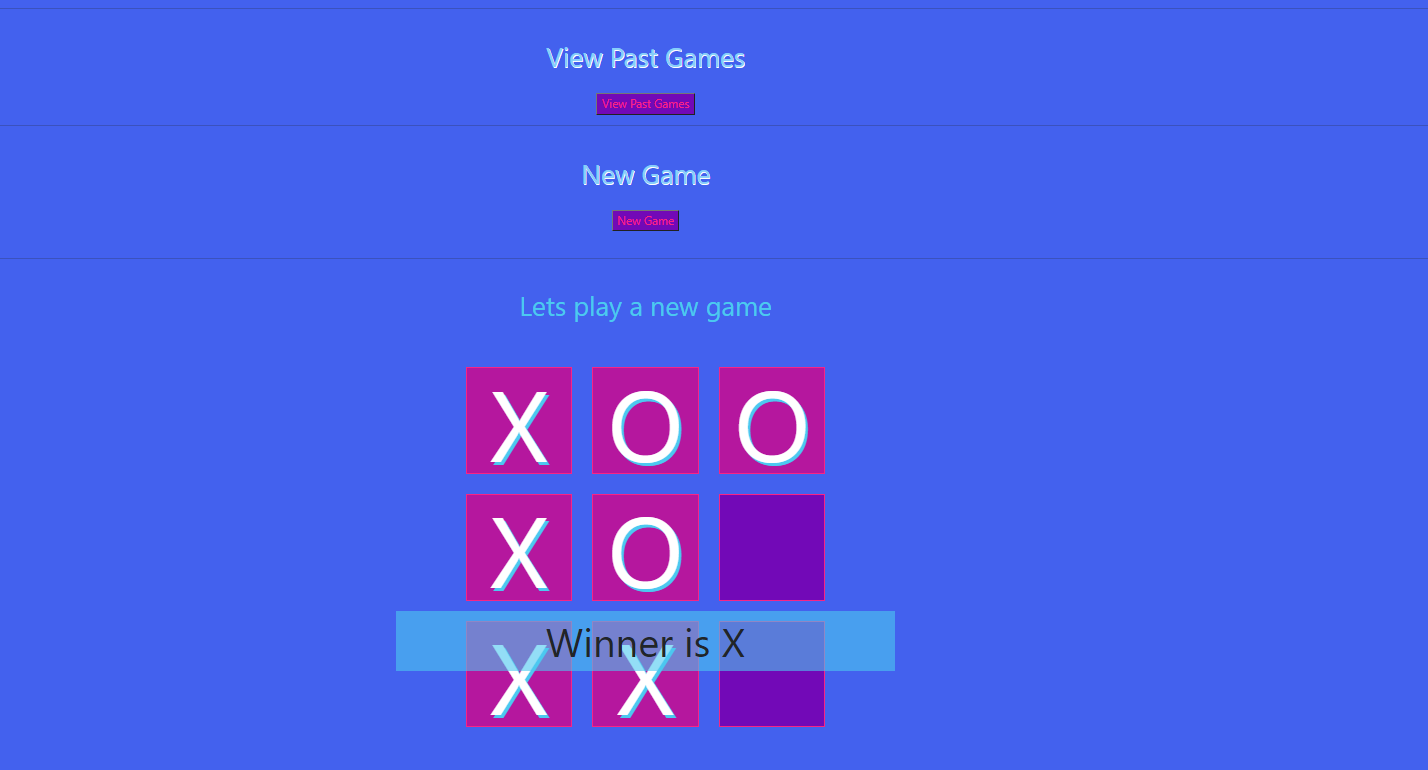 View Past Games
View Past Games
New Game
New Game
Lets play a new game
X O O
X O
Winner is X
X X